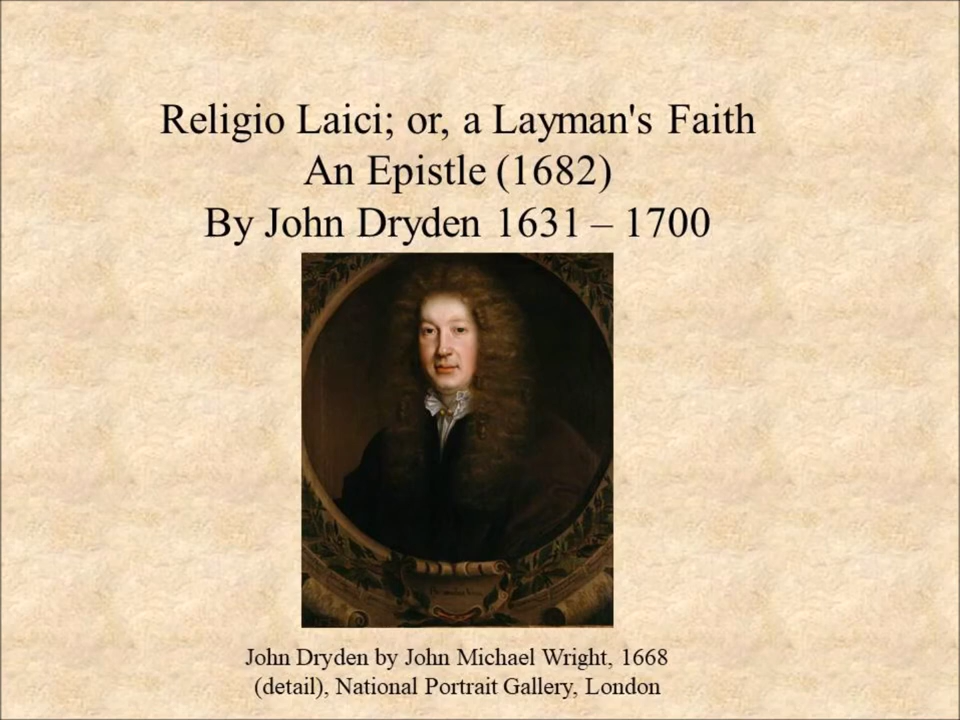 Religio Laici; or, a Layman's Faith
An Epistle (1682)
By John Dryden 1631 – 1700
John Dryden by John Michael Wright, 1668
(detail), National Portrait Gallery, London